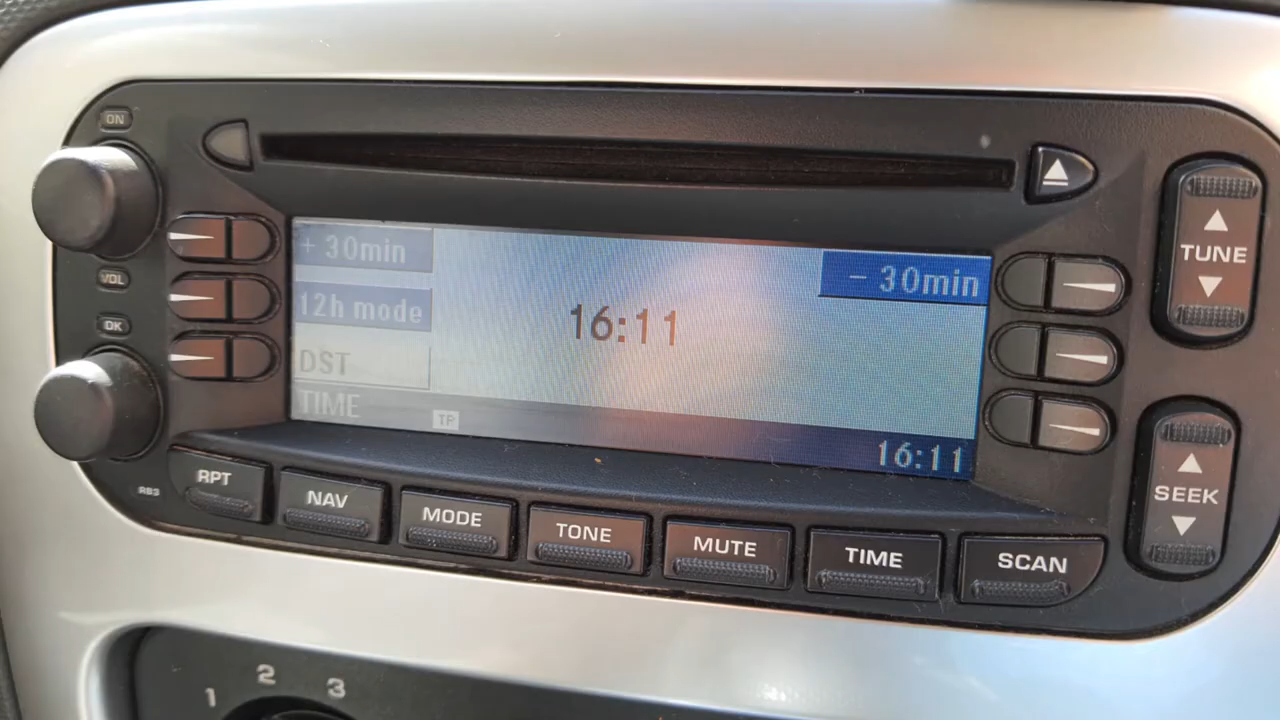 ON
+ 30min
- 30min
TUNE
VOL
12h mode
16:11
OK
DST
TIME
TP
16:11
SEEK
RB3
RPT
NAV
MODE
TONE
MUTE
TIME
SCAN
1 2 3